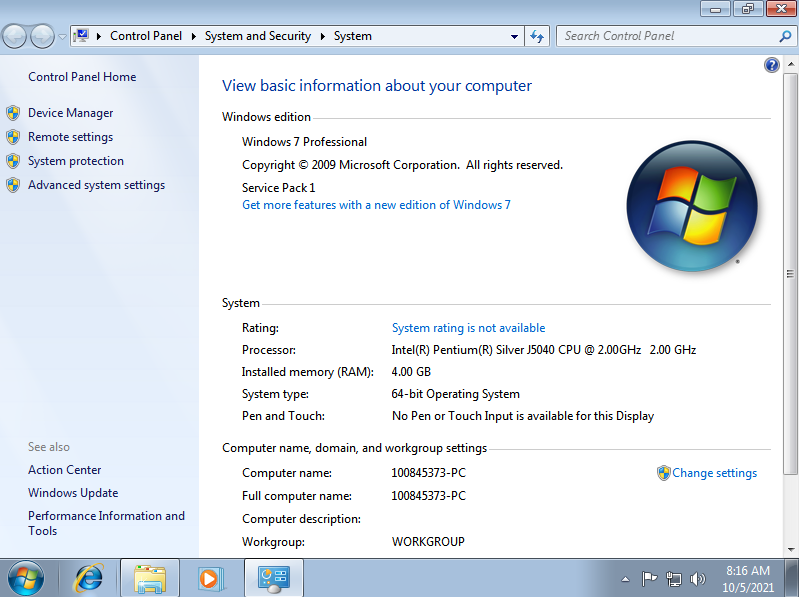 Control Panel System and Security System
Search Control Panel
Control Panel Home
Device Manager
Remote settings
System protection
Advanced system settings
See also
Action Center
Windows Update
Performance Information and
Tools
View basic information about your computer
Windows edition
Windows 7 Professional
Copyright © 2009 Microsoft Corporation. All rights reserved.
Service Pack 1
Get more features with a new edition of Windows 7
System
Rating: System rating is not available
Processor: Intel(R) Pentium(R) Silver J5040 CPU @ 2.00GHz 2.00 GHz
Installed memory (RAM): 4.00 GB
System type: 64-bit Operating System
Pen and Touch: No Pen or Touch Input is available for this Display
Computer name, domain, and workgroup settings
Computer name: 100845373-PC
Change settings
Full computer name: 100845373-PC
Computer description:
Workgroup: WORKGROUP
8:16 AM
10/5/2021